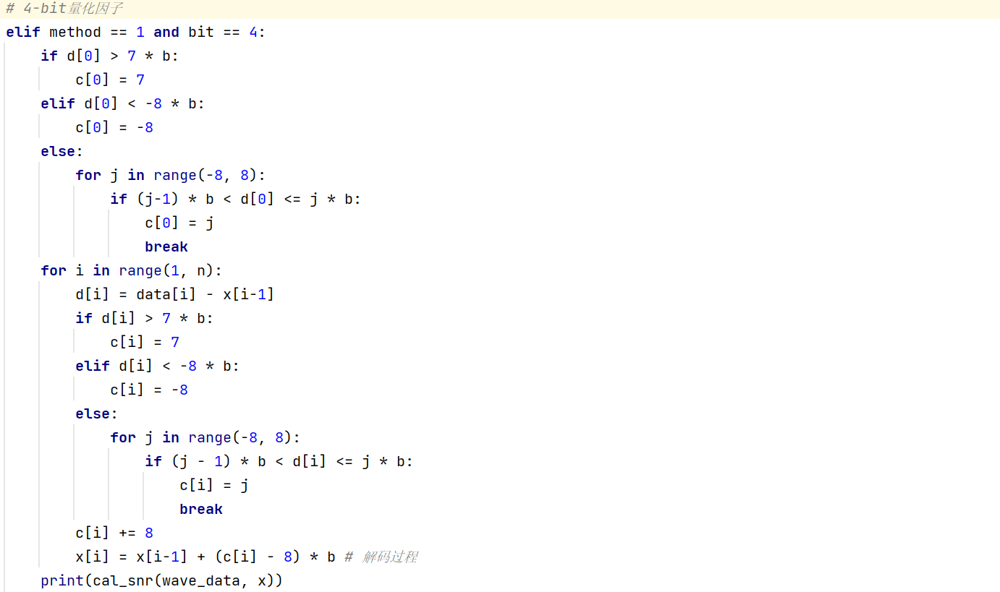 # 4-bit量化因子
elif method == 1 and bit == 4:
    if d[0] > 7 * b:
        c[0] = 7
    elif d[0] < -8 * b:
        c[0] = -8
    else:
        for j in range(-8, 8):
            if (j-1) * b < d[0] <= j * b:
                c[0] = j
                break
    for i in range(1, n):
        d[i] = data[i] - x[i-1]
        if d[i] > 7 * b:
            c[i] = 7
        elif d[i] < -8 * b:
            c[i] = -8
        else:
            for j in range(-8, 8):
                if (j - 1) * b < d[i] <= j * b:
                    c[i] = j
                    break
        c[i] += 8
        x[i] = x[i-1] + (c[i] - 8) * b # 解码过程
    print(cal_snr(wave_data, x))